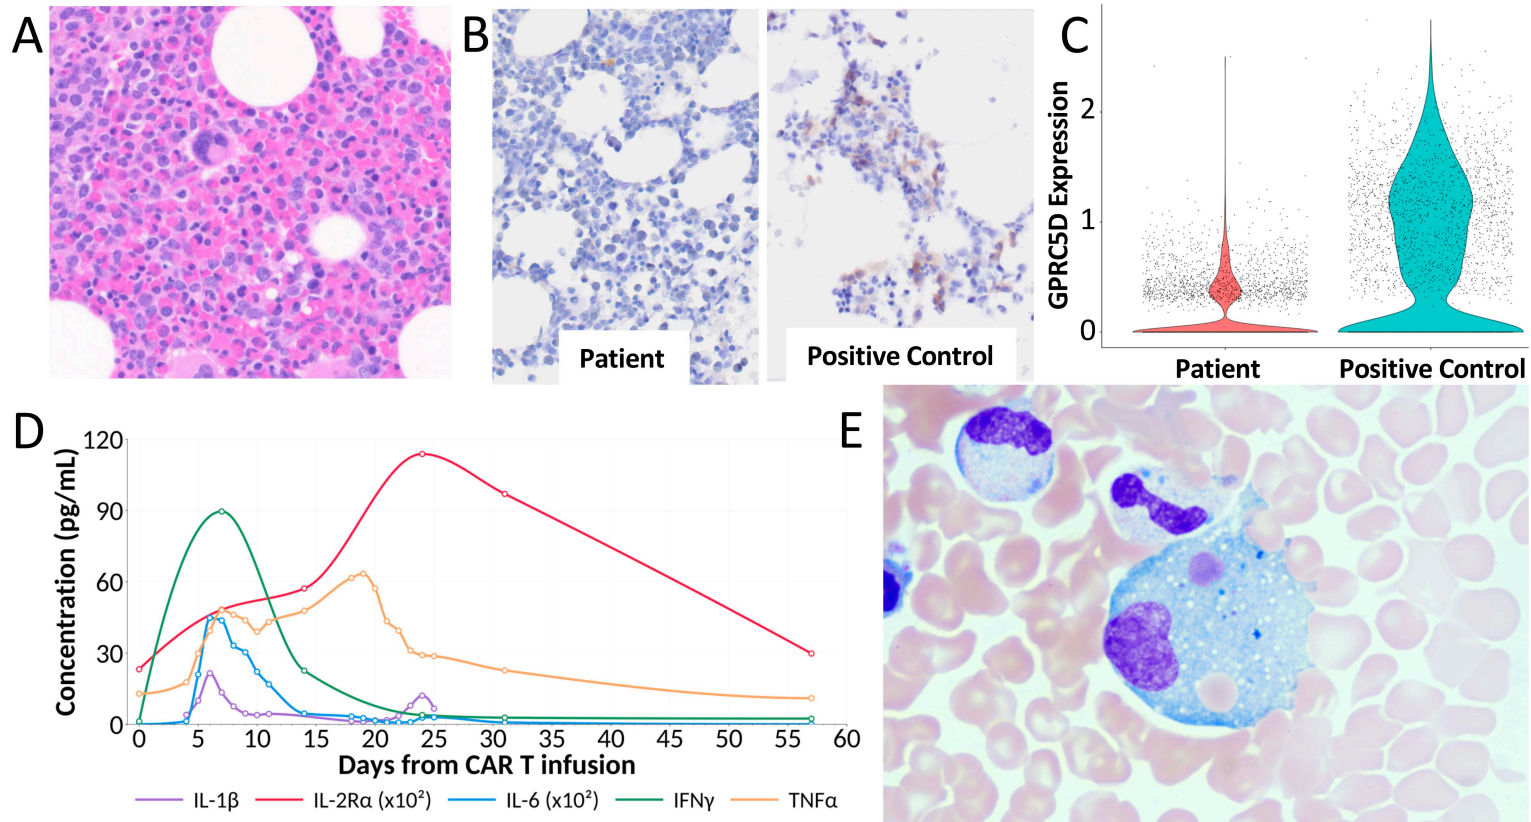 A
B
Patient
Positive Control
C
GPRC5D Expression
2
1
0
Patient
Positive Control
D
Concentration (pg/mL)
120
90
60
30
0
0 5 10 15 20 25 30 35 40 45 50 55 60
Days from CAR T infusion
IL-1β IL-2Rα (x10²) IL-6 (x10²) IFNγ TNFα
E